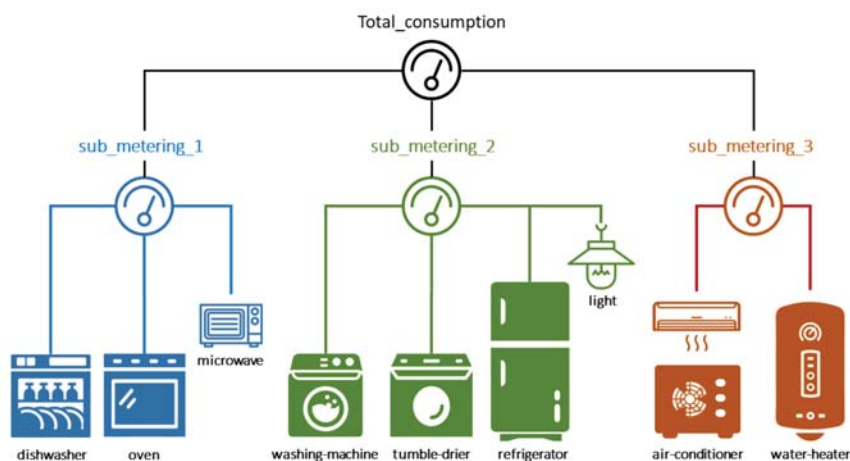 Total_consumption
sub_metering_1
sub_metering_2
sub_metering_3
light
microwave
dishwasher
oven
washing-machine
tumble-drier
refrigerator
air-conditioner
water-heater